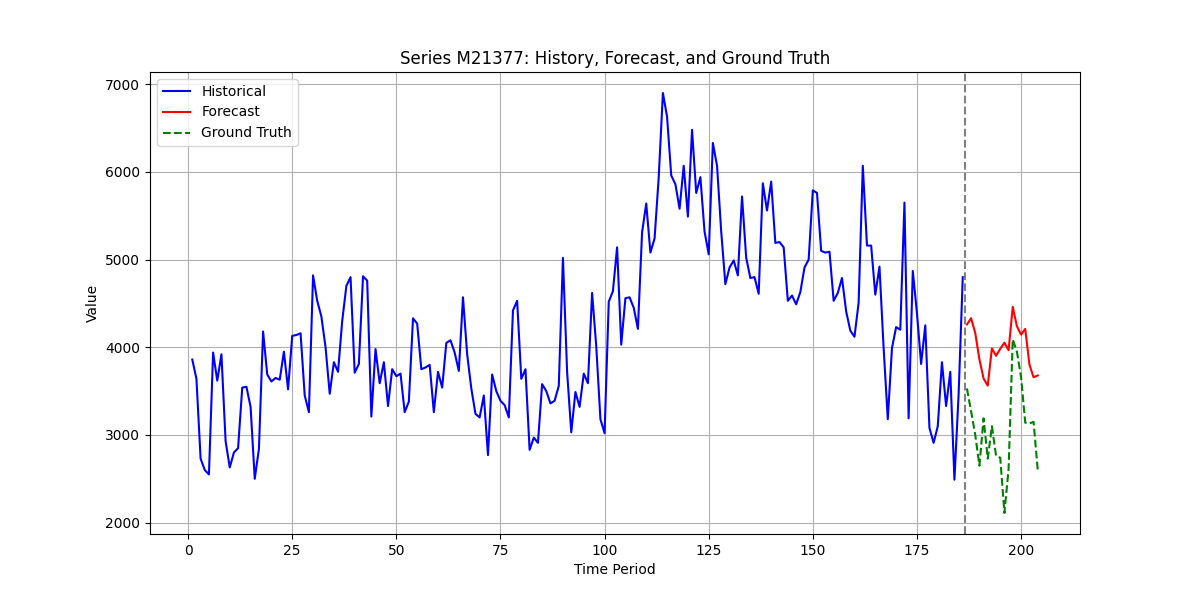 Series M21377: History, Forecast, and Ground Truth
Historical
Forecast
Ground Truth
7000
6000
5000
4000
3000
2000
Value
0 25 50 75 100 125 150 175 200
Time Period